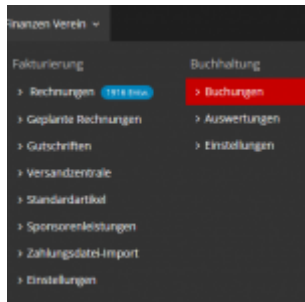 Finanzen Verein
Fakturierung
Rechnungen
Geplante Rechnungen
Gutschriften
Versandzentrale
Standardartikel
Sponsorenleistungen
Zahlungsdatei-Import
Einstellungen
Buchhaltung
Buchungen
Auswertungen
Einstellungen